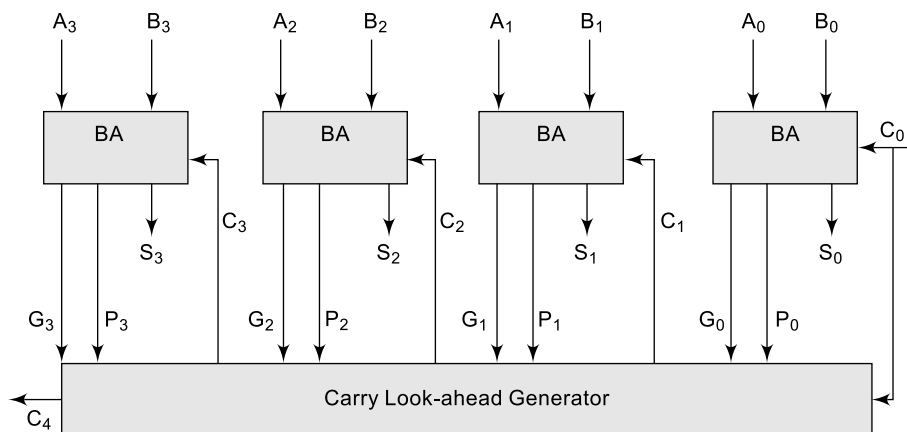 A₃ B₃ A₂ B₂ A₁ B₁ A₀ B₀
BA BA BA BA C₀
S₃ C₃ S₂ C₂ S₁ C₁ S₀
G₃ P₃ G₂ P₂ G₁ P₁ G₀ P₀
Carry Look-ahead Generator
C₄